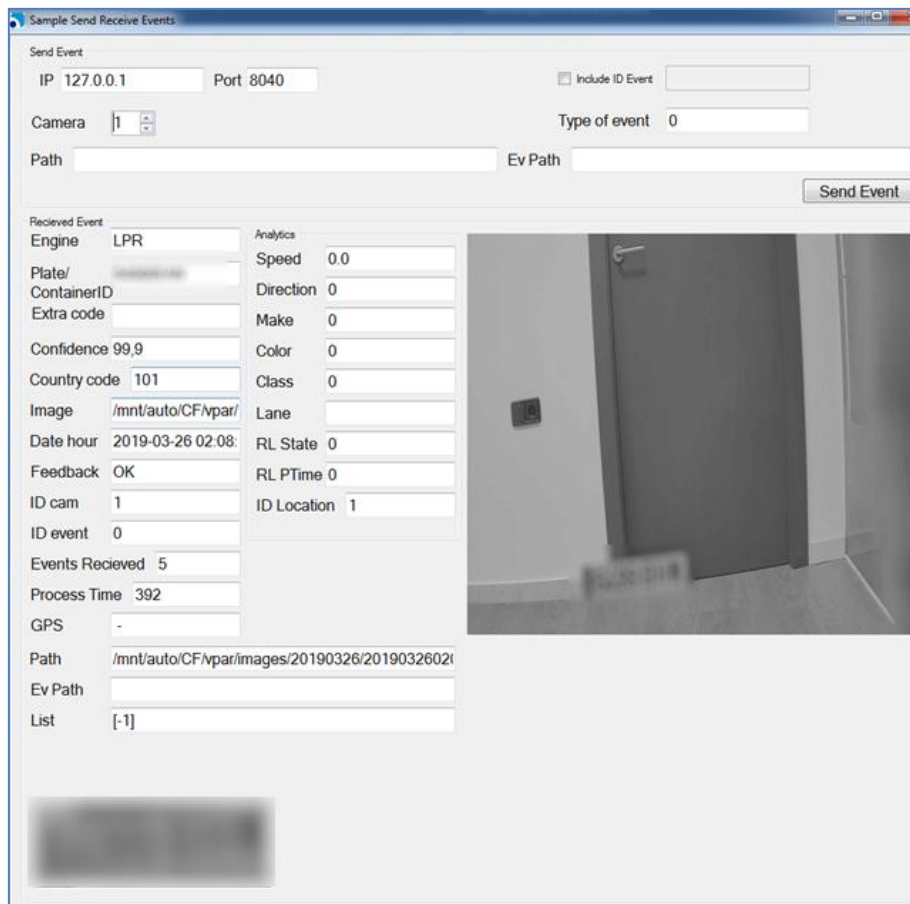 Sample Send Receive Events
Send Event
IP 127.0.0.1 Port 8040 Include ID Event
Camera 1 Type of event 0
Path Ev Path
Send Event
Recieved Event
Engine LPR
Plate/
ContainerID
Extra code
Confidence 99,9
Country code 101
Image /mnt/auto/CF/vpar/
Date hour 2019-03-26 02:08:
Feedback OK
ID cam 1
ID event 0
Events Recieved 5
Process Time 392
GPS -
Path /mnt/auto/CF/vpar/images/20190326/2019032602
Ev Path
List [-1]
Analytics
Speed 0.0
Direction 0
Make 0
Color 0
Class 0
Lane
RL State 0
RL PTime 0
ID Location 1